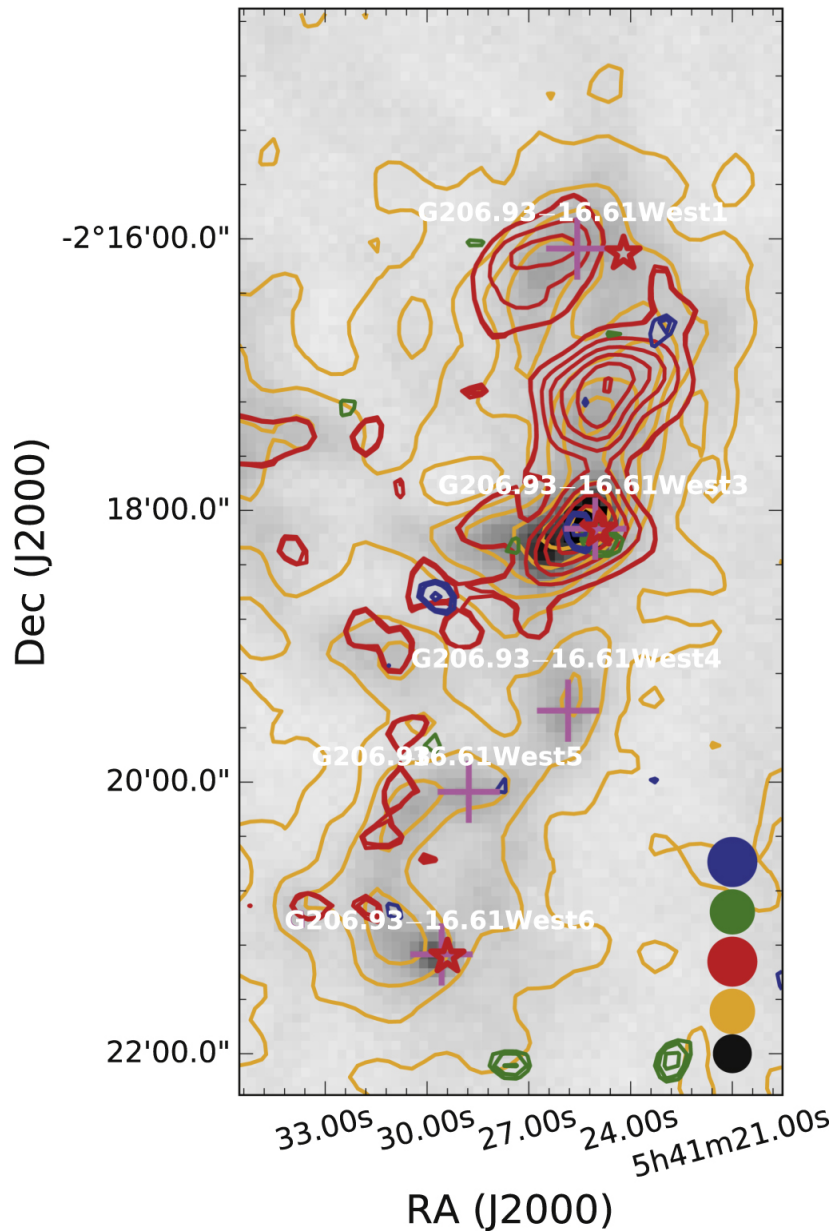 G206.93−16.61West1
-2°16'00.0"
G206.93−16.61West3
18'00.0"
Dec (J2000)
G206.93−16.61West4
G206.93−16.61West5
20'00.0"
G206.93−16.61West6
22'00.0"
33.00s 30.00s 27.00s 24.00s 5h41m21.00s
RA (J2000)